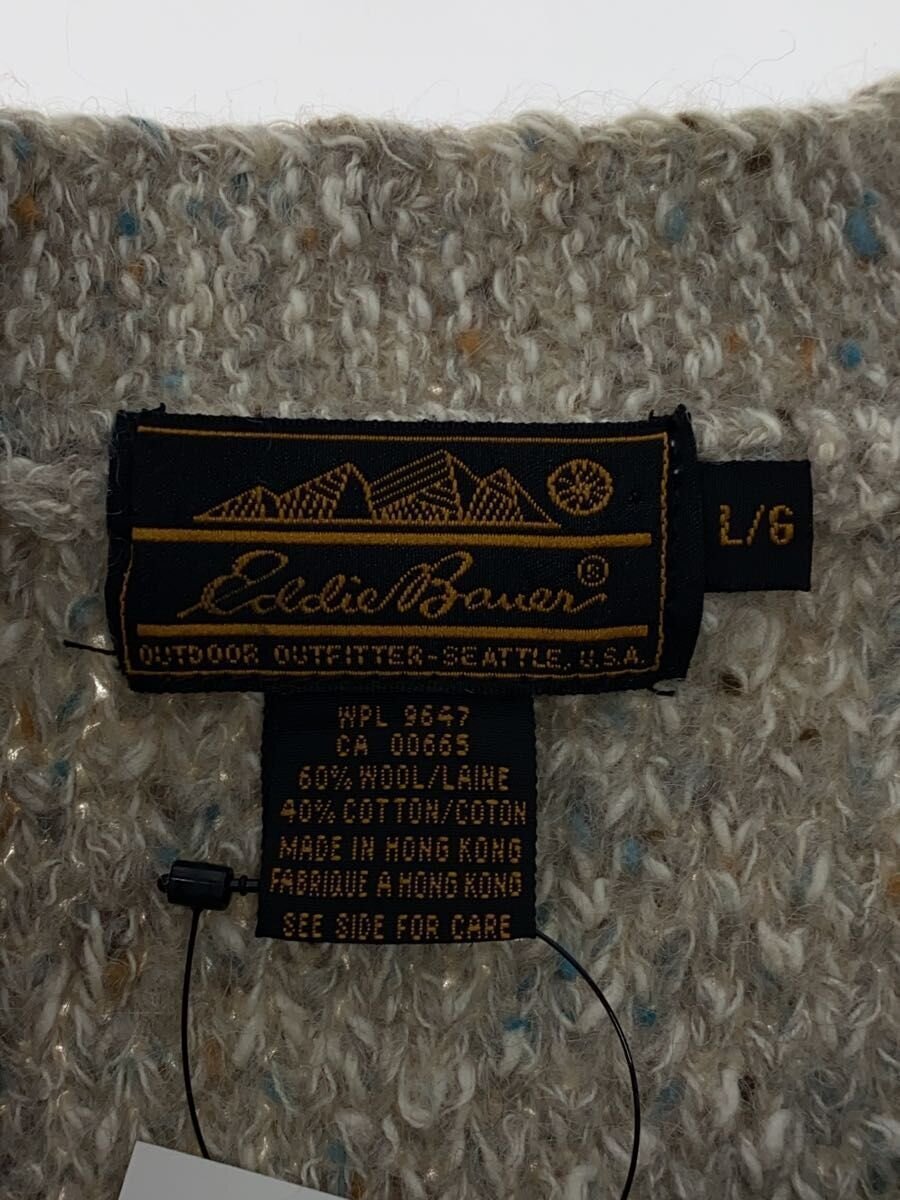 Eddie Bauer®
L/G
OUTDOOR OUTFITTER-SEATTLE, U.S.A.
WPL 9647
CA 00665
60% WOOL/LAINE
40% COTTON/COTON
MADE IN HONG KONG
FABRIQUE A HONG KONG
SEE SIDE FOR CARE